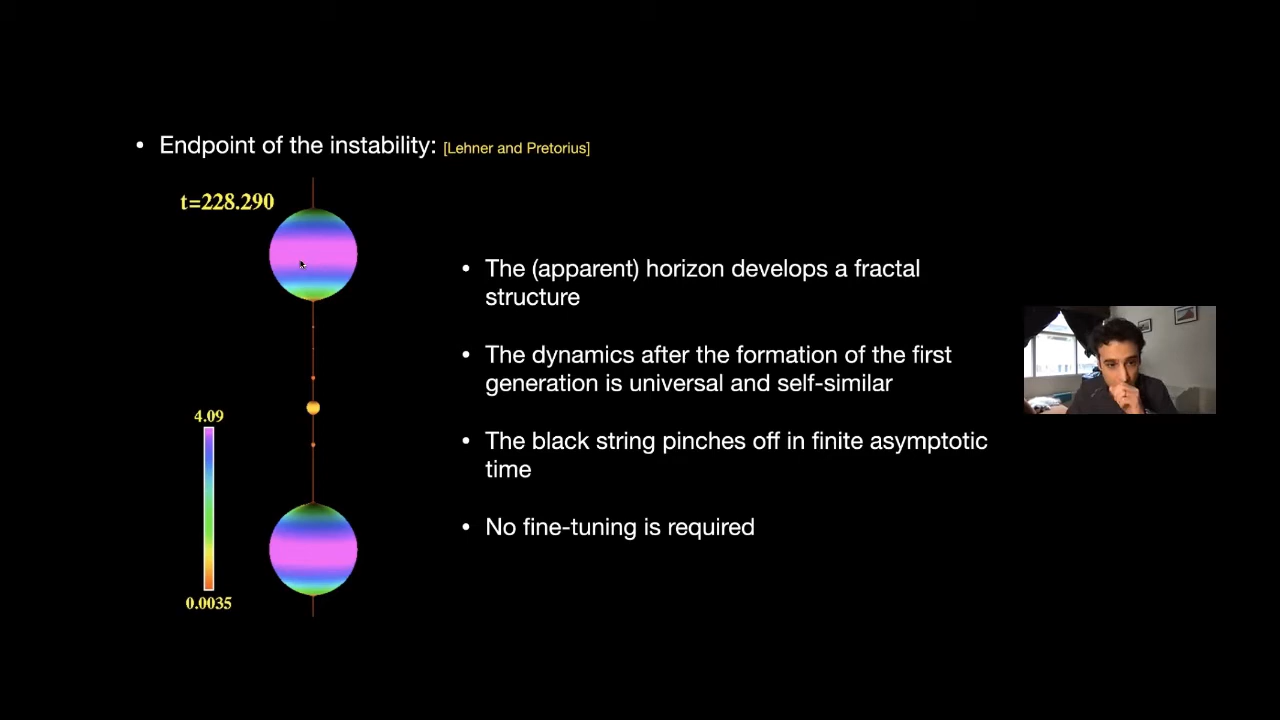 • Endpoint of the instability: [Lehner and Pretorius]
t=228.290
• The (apparent) horizon develops a fractal
structure
• The dynamics after the formation of the first
generation is universal and self-similar
• The black string pinches off in finite asymptotic
time
• No fine-tuning is required
4.09
0.0035